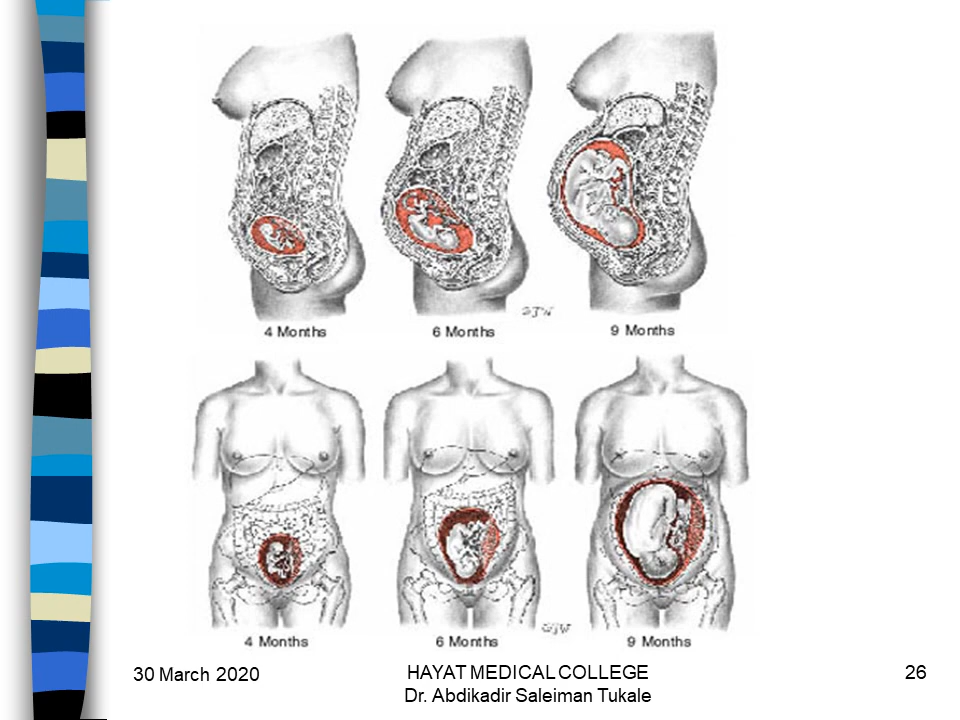 4 Months
6 Months
9 Months
4 Months
6 Months
9 Months
30 March 2020
HAYAT MEDICAL COLLEGE
Dr. Abdikadir Saleiman Tukale
26